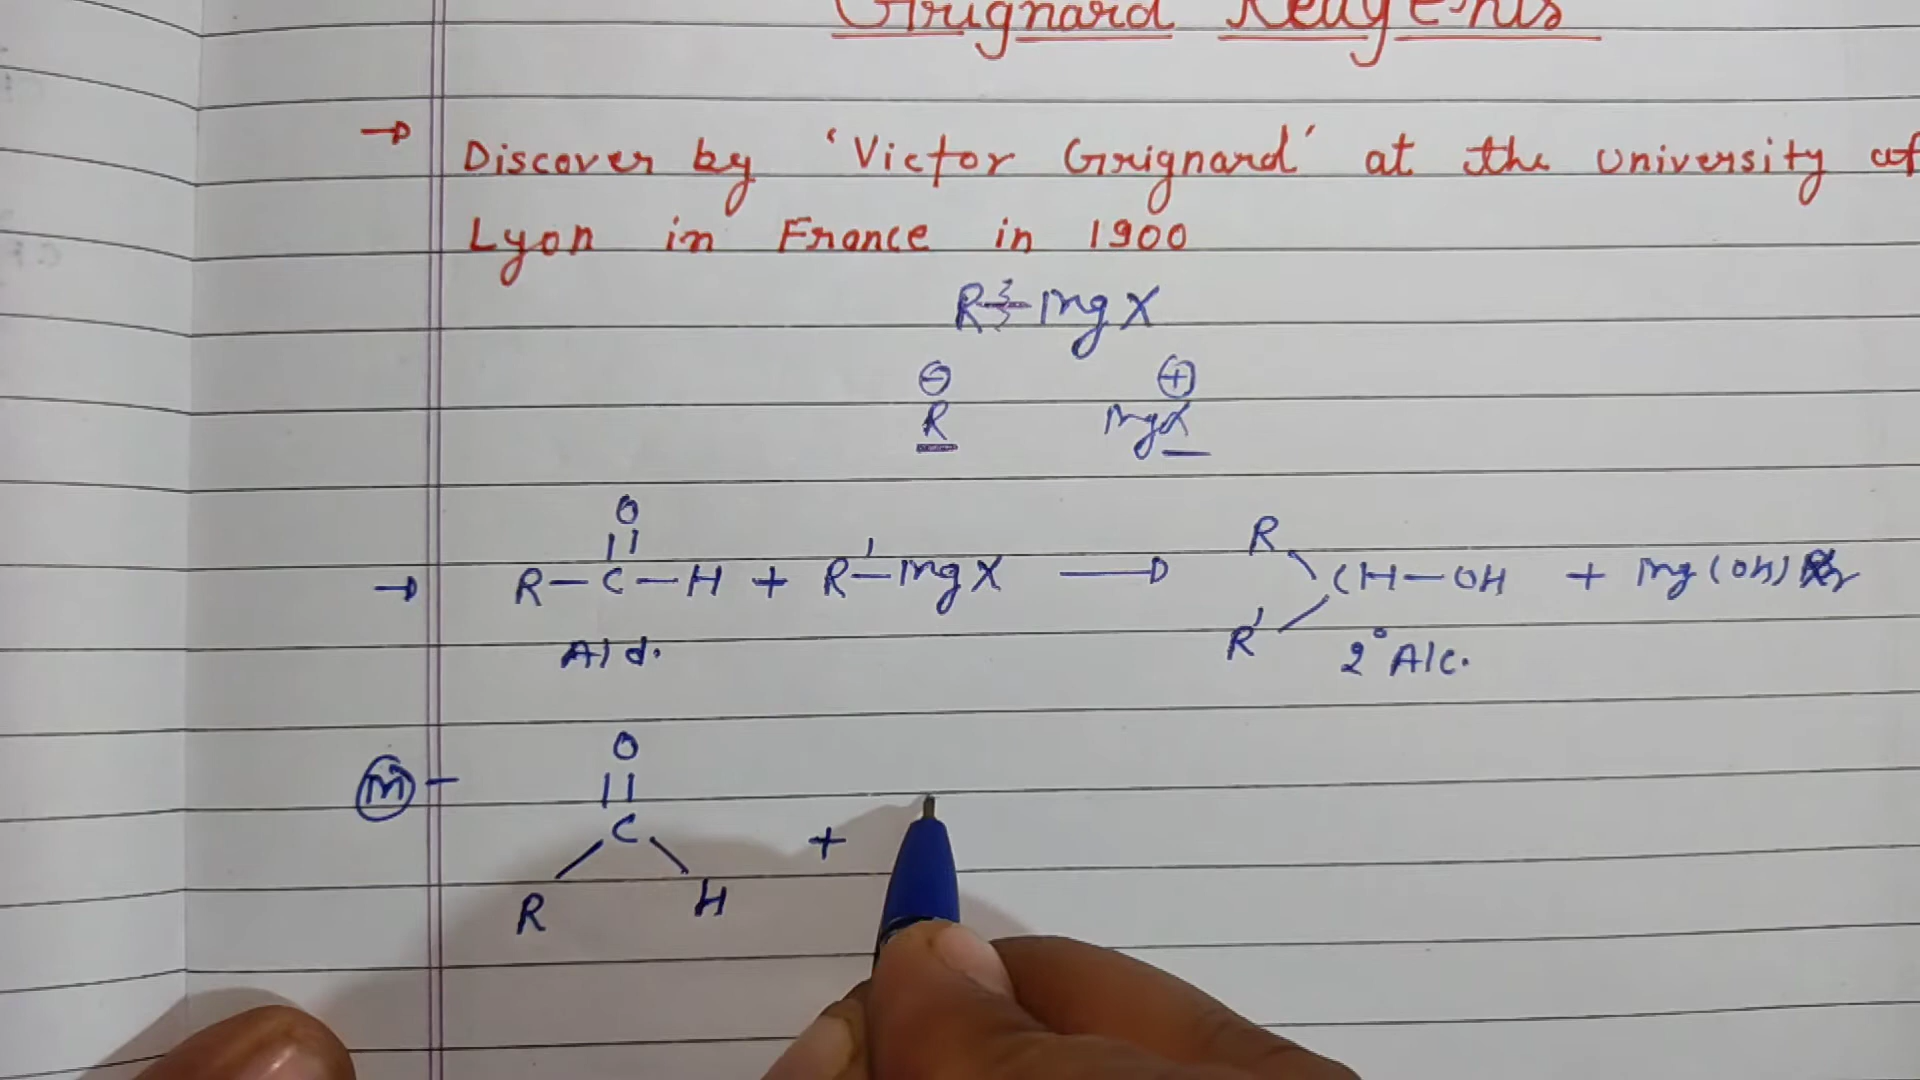 Grignard Reagents
→ Discover by 'Victor Grignard' at the University of
Lyon in France in 1900
R-MgX
⊖ ⊕
R MgX
O
||
→ R-C-H + R'-MgX → R R' CH-OH + Mg(OH)
Ald. 2° Alc.
O
||
M - C +
R H